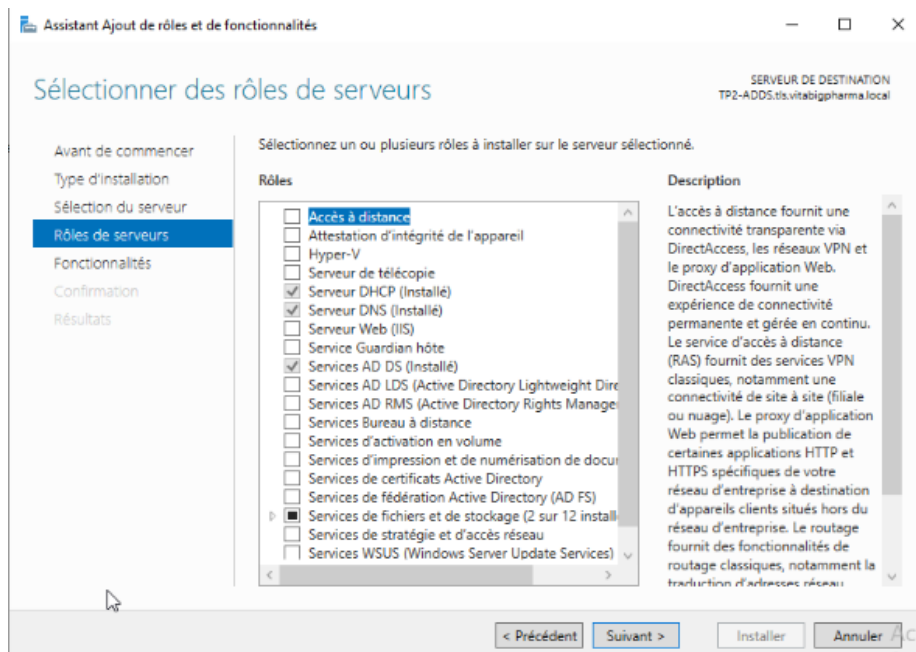 Assistant Ajout de rôles et de fonctionnalités
Sélectionner des rôles de serveurs
SERVEUR DE DESTINATION
TP2-ADDS.tls.vitabigpharma.local
Avant de commencer
Type d'installation
Sélection du serveur
Rôles de serveurs
Fonctionnalités
Confirmation
Résultats
Sélectionnez un ou plusieurs rôles à installer sur le serveur sélectionné.
Rôles
Accès à distance
Attestation d'intégrité de l'appareil
Hyper-V
Serveur de télécopie
Serveur DHCP (Installé)
Serveur DNS (Installé)
Serveur Web (IIS)
Service Guardian hôte
Services AD DS (Installé)
Services AD LDS (Active Directory Lightweight Dire
Services AD RMS (Active Directory Rights Manage
Services Bureau à distance
Services d'activation en volume
Services d'impression et de numérisation de docu
Services de certificats Active Directory
Services de fédération Active Directory (AD FS)
Services de fichiers et de stockage (2 sur 12 install
Services de stratégie et d'accès réseau
Services WSUS (Windows Server Update Services)
Description
L'accès à distance fournit une
connectivité transparente via
DirectAccess, les réseaux VPN et
le proxy d'application Web.
DirectAccess fournit une
expérience de connectivité
permanente et gérée en continu.
Le service d'accès à distance
(RAS) fournit des services VPN
classiques, notamment une
connectivité de site à site (filiale
ou nuage). Le proxy d'application
Web permet la publication de
certaines applications HTTP et
HTTPS spécifiques de votre
réseau d'entreprise à destination
d'appareils clients situés hors du
réseau d'entreprise. Le routage
fournit des fonctionnalités de
routage classiques, notamment la
traduction d'adresses réseau
< Précédent
Suivant >
Installer
Annuler
Ac